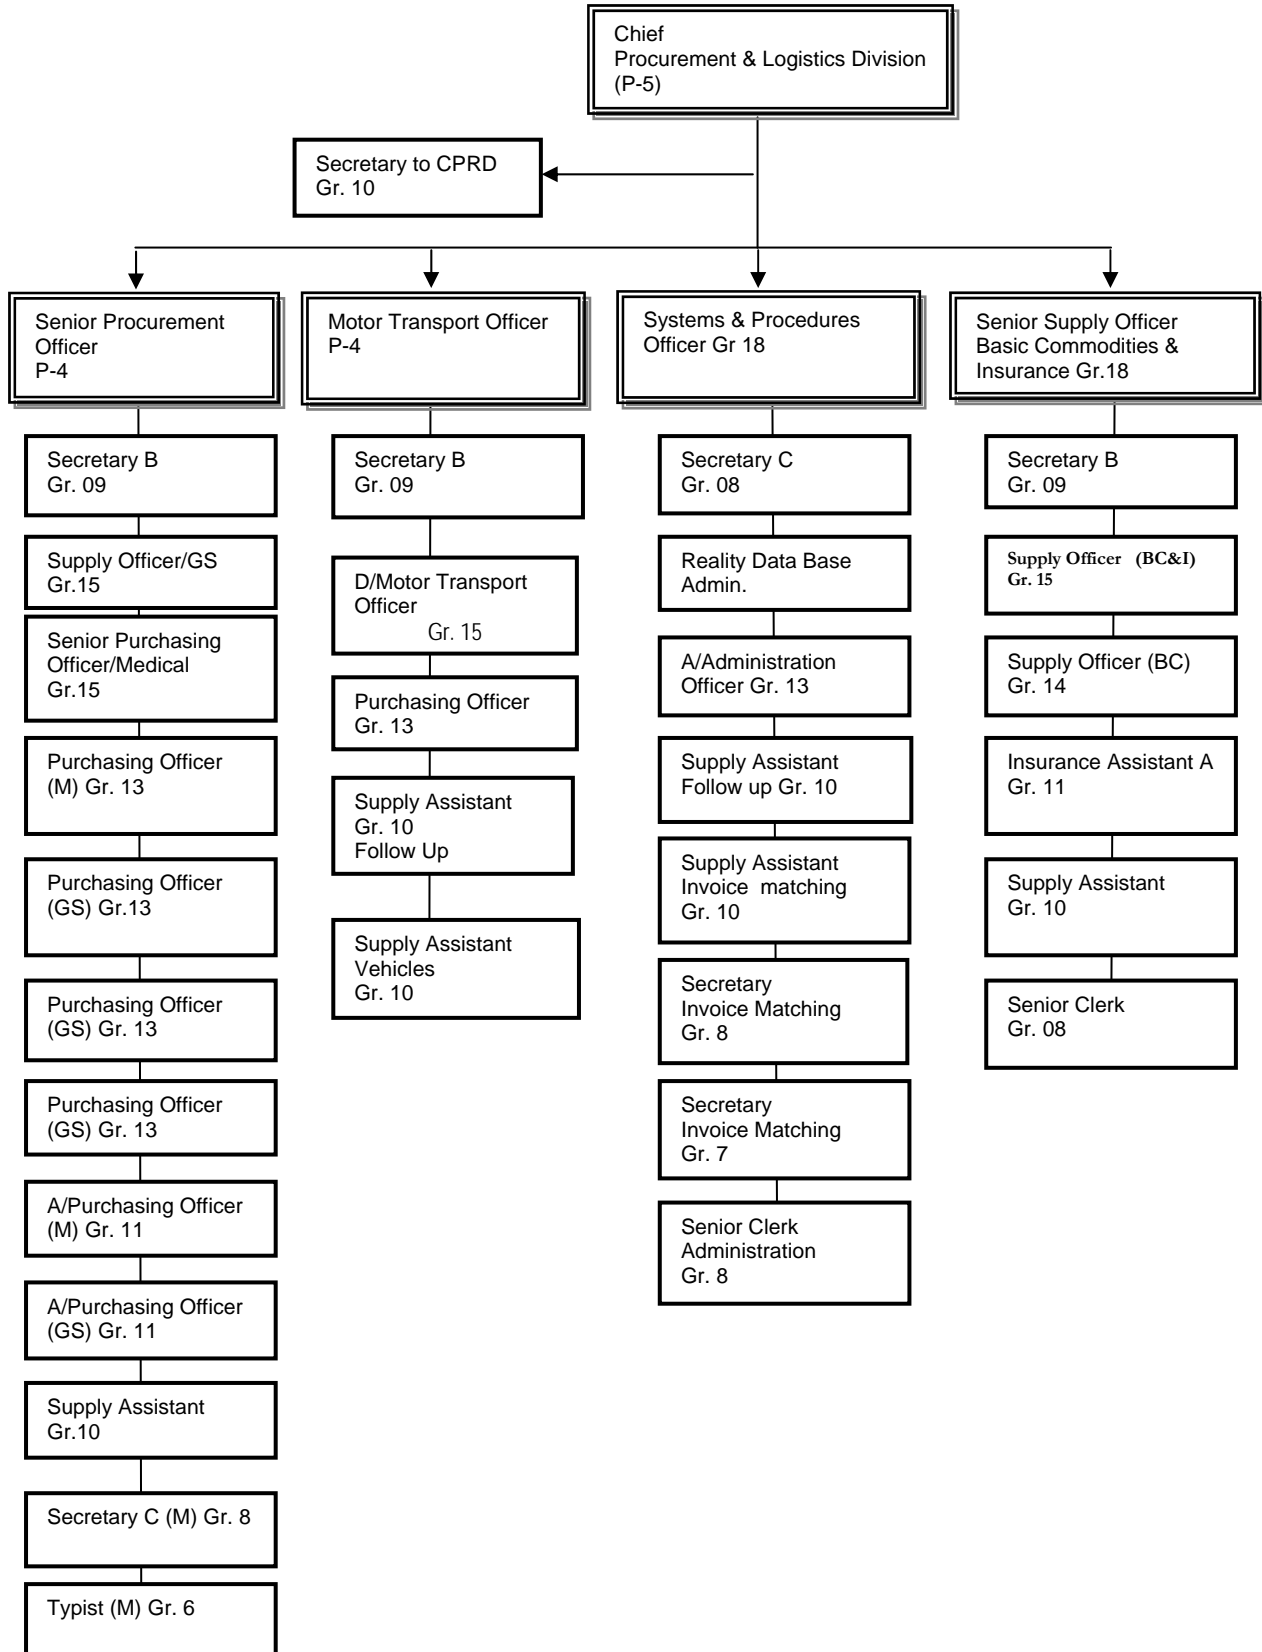 Chief
Procurement & Logistics Division
(P-5)
Secretary to CPRD
Gr. 10
Senior Procurement
Officer
P-4
Secretary B
Gr. 09
Supply Officer/GS
Gr.15
Senior Purchasing
Officer/Medical
Gr.15
Purchasing Officer
(M) Gr. 13
Purchasing Officer
(GS) Gr.13
Purchasing Officer
(GS) Gr. 13
Purchasing Officer
(GS) Gr. 13
A/Purchasing Officer
(M) Gr. 11
A/Purchasing Officer
(GS) Gr. 11
Supply Assistant
Gr.10
Secretary C (M) Gr. 8
Typist (M) Gr. 6
Motor Transport Officer
P-4
Secretary B
Gr. 09
D/Motor Transport
Officer
Gr. 15
Purchasing Officer
Gr. 13
Supply Assistant
Gr. 10
Follow Up
Supply Assistant
Vehicles
Gr. 10
Systems & Procedures
Officer Gr 18
Secretary C
Gr. 08
Reality Data Base
Admin.
A/Administration
Officer Gr. 13
Supply Assistant
Follow up Gr. 10
Supply Assistant
Invoice matching
Gr. 10
Secretary
Invoice Matching
Gr. 8
Secretary
Invoice Matching
Gr. 7
Senior Clerk
Administration
Gr. 8
Senior Supply Officer
Basic Commodities &
Insurance Gr.18
Secretary B
Gr. 09
Supply Officer (BC&I)
Gr. 15
Supply Officer (BC)
Gr. 14
Insurance Assistant A
Gr. 11
Supply Assistant
Gr. 10
Senior Clerk
Gr. 08